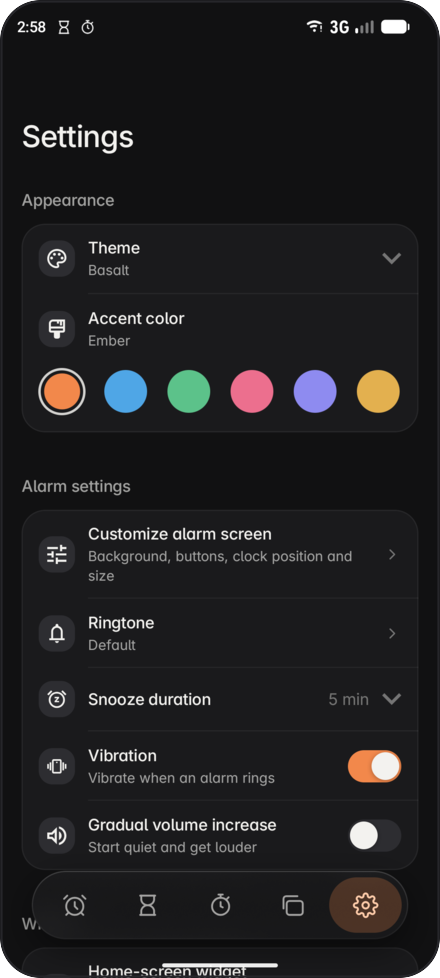 2:58
3G
Settings
Appearance
Theme
Basalt
Accent color
Ember
Alarm settings
Customize alarm screen
Background, buttons, clock position and
size
Ringtone
Default
Snooze duration
5 min
Vibration
Vibrate when an alarm rings
Gradual volume increase
Start quiet and get louder
Home-screen widget